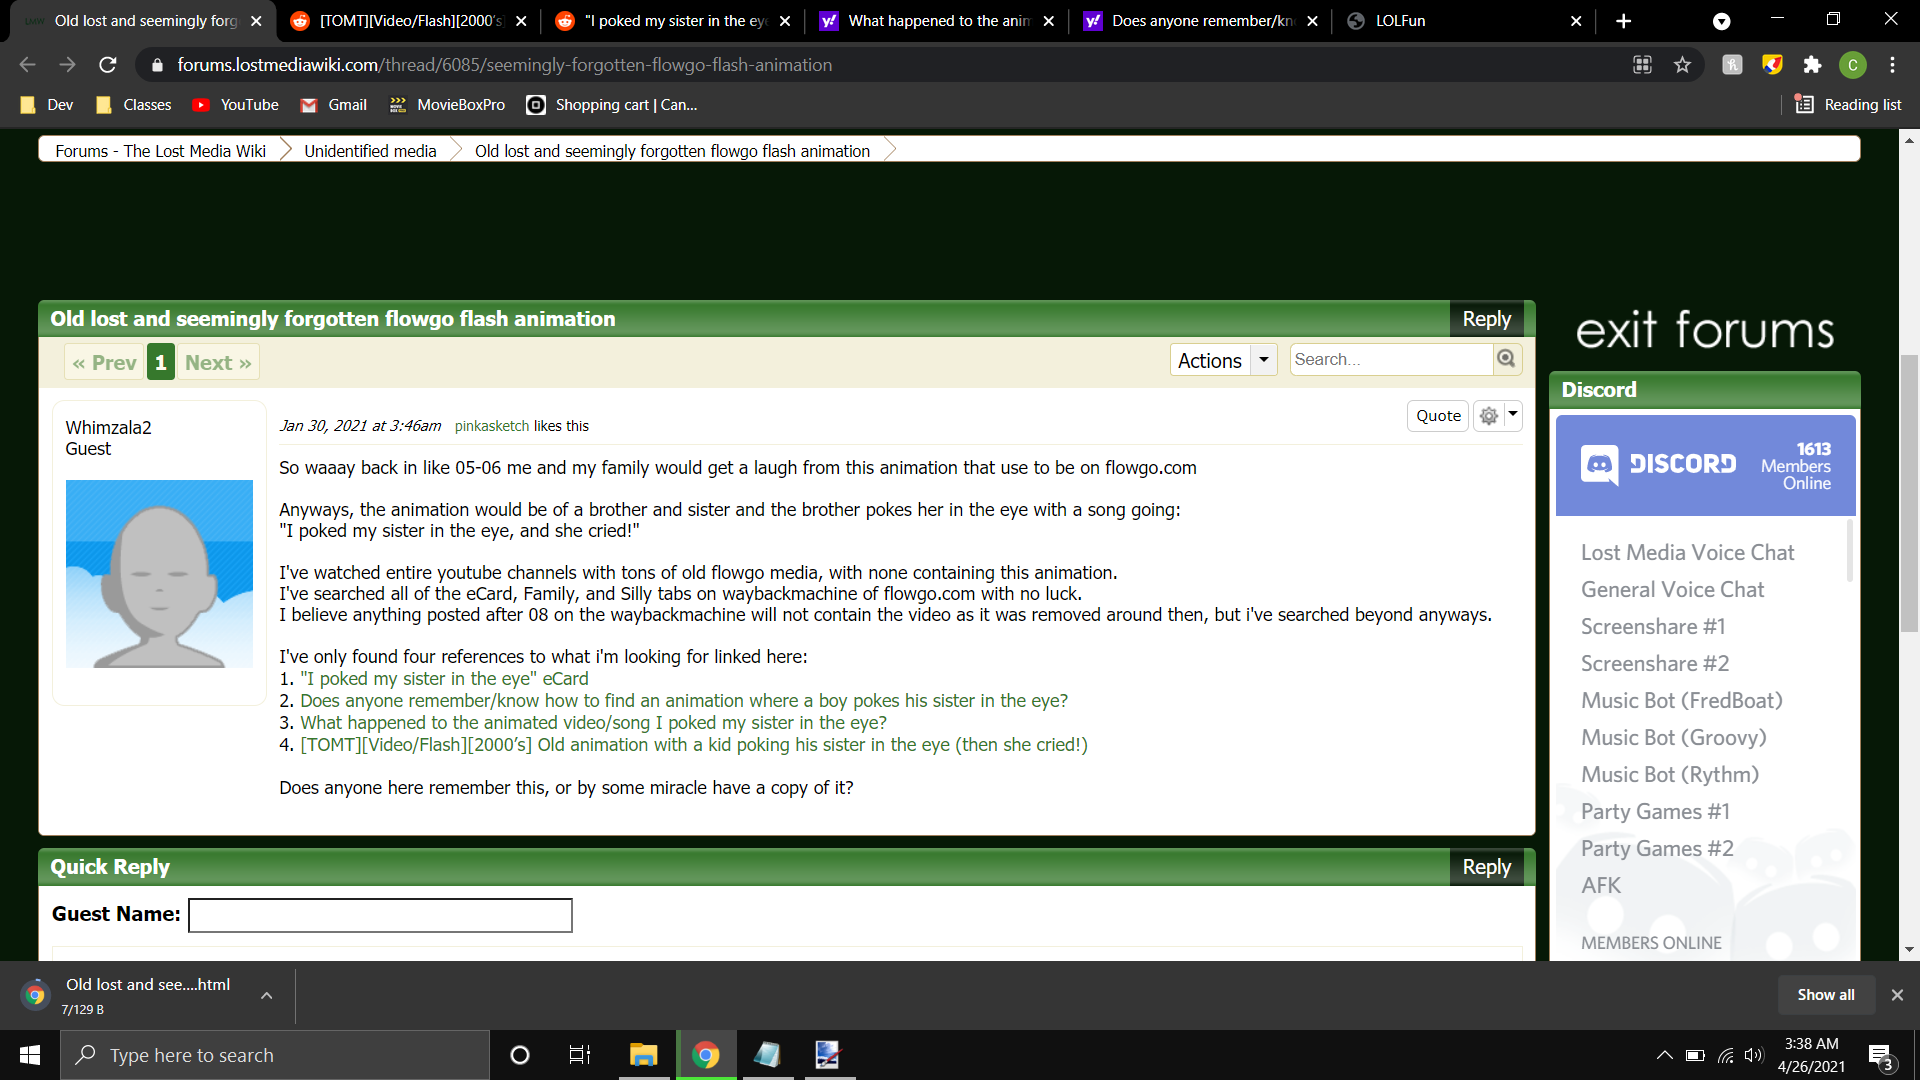 Old lost and seemingly forg
[TOMT][Video/Flash][2000's
"I poked my sister in the eye
What happened to the anim
Does anyone remember/kn
LOLFun
forums.lostmediawiki.com/thread/6085/seemingly-forgotten-flowgo-flash-animation
C
Dev
Classes
YouTube
Gmail
MovieBoxPro
Shopping cart | Can...
Reading list
Forums - The Lost Media Wiki
Unidentified media
Old lost and seemingly forgotten flowgo flash animation
Old lost and seemingly forgotten flowgo flash animation
Reply
exit forums
« Prev
1
Next »
Actions
Search...
Discord
Whimzala2
Guest
Jan 30, 2021 at 3:46am pinkasketch likes this
Quote
DISCORD
1613
Members
Online
So waaay back in like 05-06 me and my family would get a laugh from this animation that use to be on flowgo.com
Anyways, the animation would be of a brother and sister and the brother pokes her in the eye with a song going:
"I poked my sister in the eye, and she cried!"
I've watched entire youtube channels with tons of old flowgo media, with none containing this animation.
I've searched all of the eCard, Family, and Silly tabs on waybackmachine of flowgo.com with no luck.
I believe anything posted after 08 on the waybackmachine will not contain the video as it was removed around then, but i've searched beyond anyways.
I've only found four references to what i'm looking for linked here:
1. "I poked my sister in the eye" eCard
2. Does anyone remember/know how to find an animation where a boy pokes his sister in the eye?
3. What happened to the animated video/song I poked my sister in the eye?
4. [TOMT][Video/Flash][2000's] Old animation with a kid poking his sister in the eye (then she cried!)
Does anyone here remember this, or by some miracle have a copy of it?
Lost Media Voice Chat
General Voice Chat
Screenshare #1
Screenshare #2
Music Bot (FredBoat)
Music Bot (Groovy)
Music Bot (Rythm)
Party Games #1
Party Games #2
AFK
MEMBERS ONLINE
Quick Reply
Reply
Guest Name:
Old lost and see....html
7/129 B
Show all
Type here to search
3:38 AM
4/26/2021
3